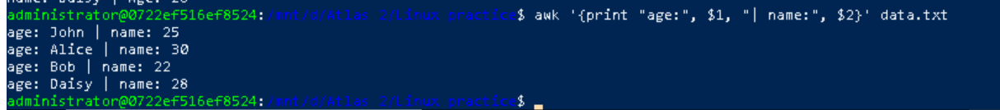 administrator@0722ef516ef8524:/mnt/d/Atlas 2/Linux practice$ awk '{print "age:", $1, "| name:", $2}' data.txt
age: John | name: 25
age: Alice | name: 30
age: Bob | name: 22
age: Daisy | name: 28
administrator@0722ef516ef8524:/mnt/d/Atlas 2/Linux practice$